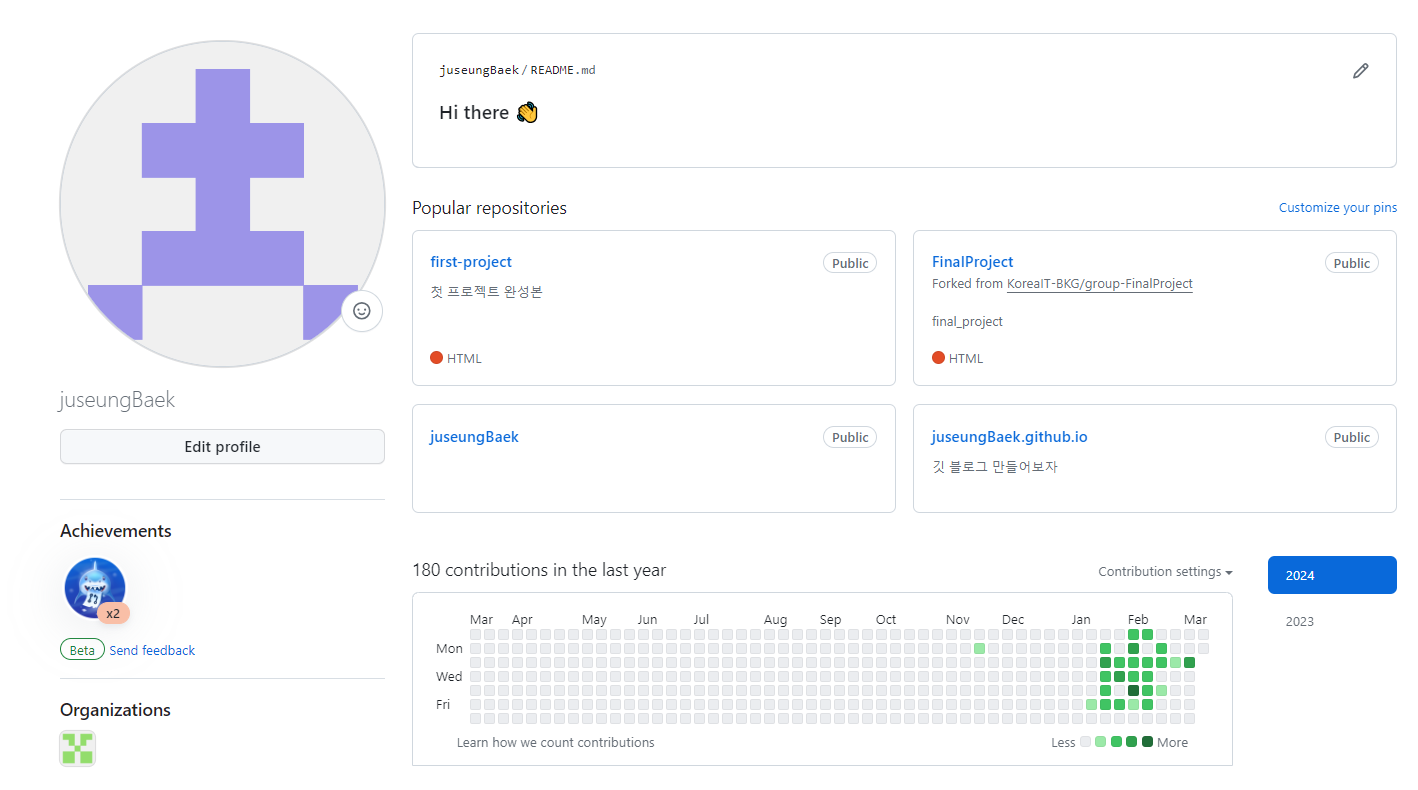 juseungBaek / README.md
Hi there 👋
Popular repositories
Customize your pins
first-project
Public
첫 프로젝트 완성본
HTML
FinalProject
Public
Forked from KoreaIT-BKG/group-FinalProject
final_project
HTML
juseungBaek
Public
juseungBaek.github.io
Public
깃 블로그 만들어보자
juseungBaek
Edit profile
Achievements
x2
Beta Send feedback
Organizations
180 contributions in the last year
Contribution settings
2024
2023
Mar Apr May Jun Jul Aug Sep Oct Nov Dec Jan Feb Mar
Mon
Wed
Fri
Learn how we count contributions
Less More